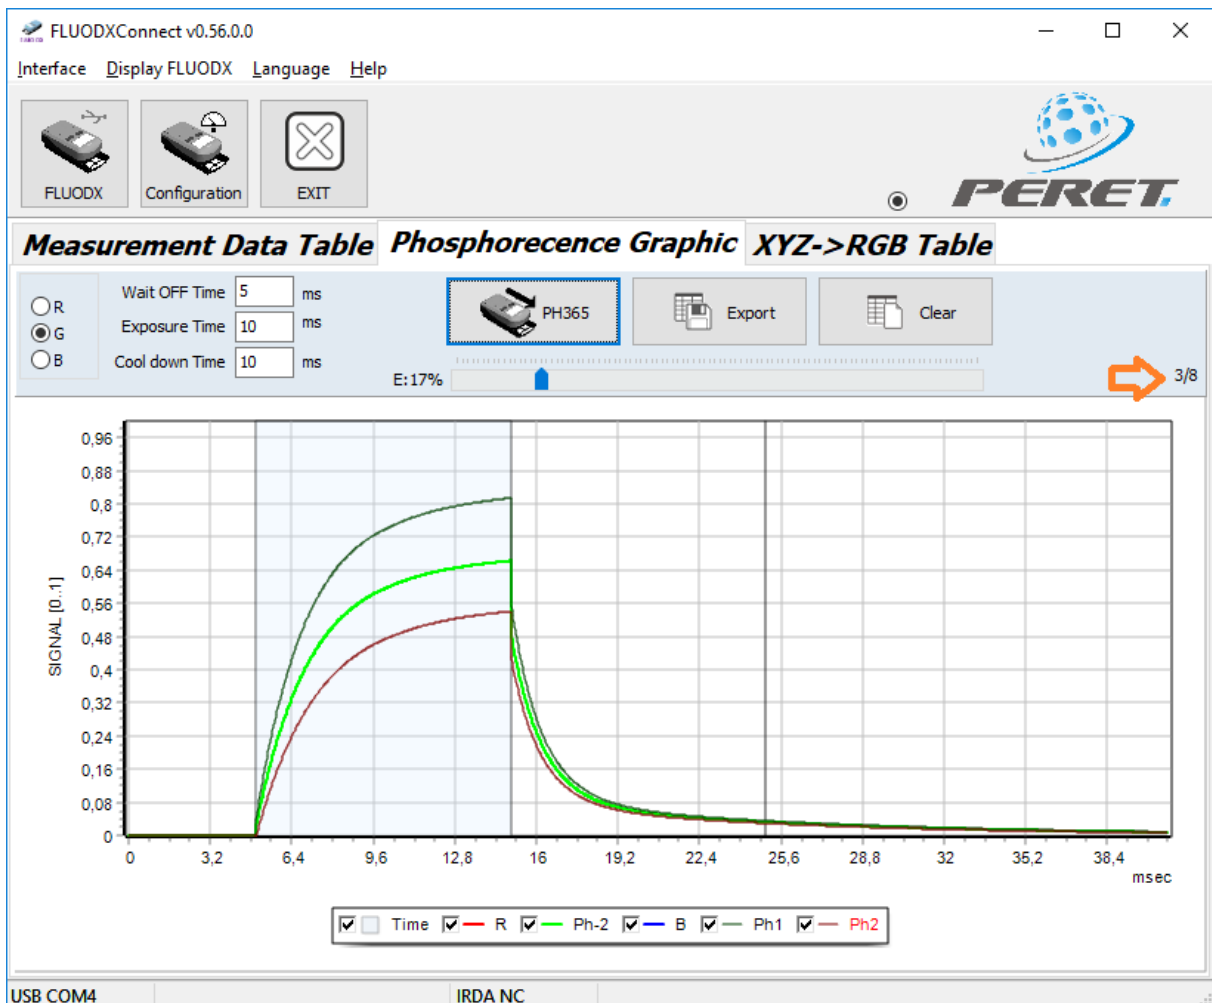 FLUODXConnect v0.56.0.0
Interface Display FLUODX Language Help
FLUODX Configuration EXIT
PERET
Measurement Data Table Phosphorecence Graphic XYZ->RGB Table
R
G
B
Wait OFF Time 5 ms
Exposure Time 10 ms
Cool down Time 10 ms
PH365 Export Clear
E:17%
3/8
SIGNAL [0..1]
0,96
0,88
0,8
0,72
0,64
0,56
0,48
0,4
0,32
0,24
0,16
0,08
0
0 3,2 6,4 9,6 12,8 16 19,2 22,4 25,6 28,8 32 35,2 38,4
msec
Time R Ph-2 B Ph1 Ph2
USB COM4 IRDA NC